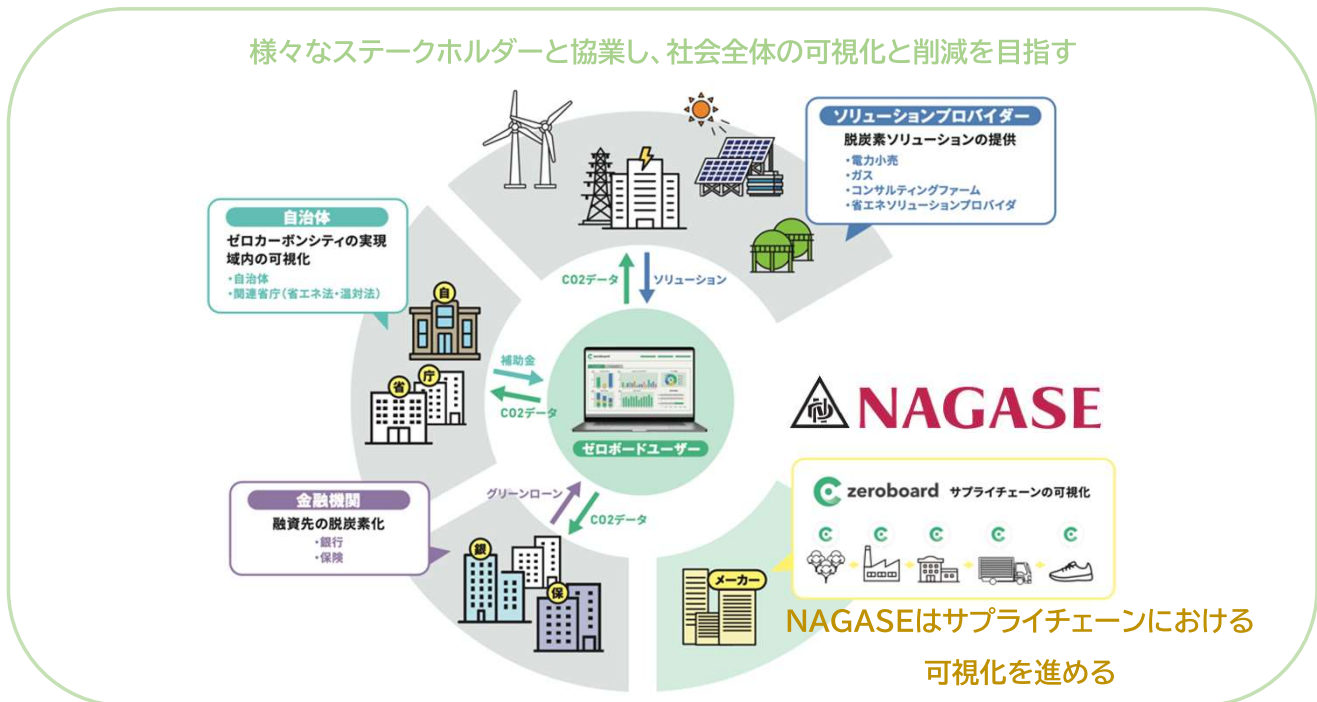 様々なステークホルダーと協業し、社会全体の可視化と削減を目指す
ソリューションプロバイダー
脱炭素ソリューションの提供
・電力小売
・ガス
・コンサルティングファーム
・省エネソリューションプロバイダ
自治体
ゼロカーボンシティの実現
域内の可視化
・自治体
・関連省庁(省エネ法・温対法)
自
省
庁
CO2データ
ソリューション
補助金
CO2データ
zeroboard
ゼロボードユーザー
NAGASE
金融機関
融資先の脱炭素化
・銀行
・保険
グリーンローン
CO2データ
銀
保
メーカー
zeroboard サプライチェーンの可視化
NAGASEはサプライチェーンにおける
可視化を進める